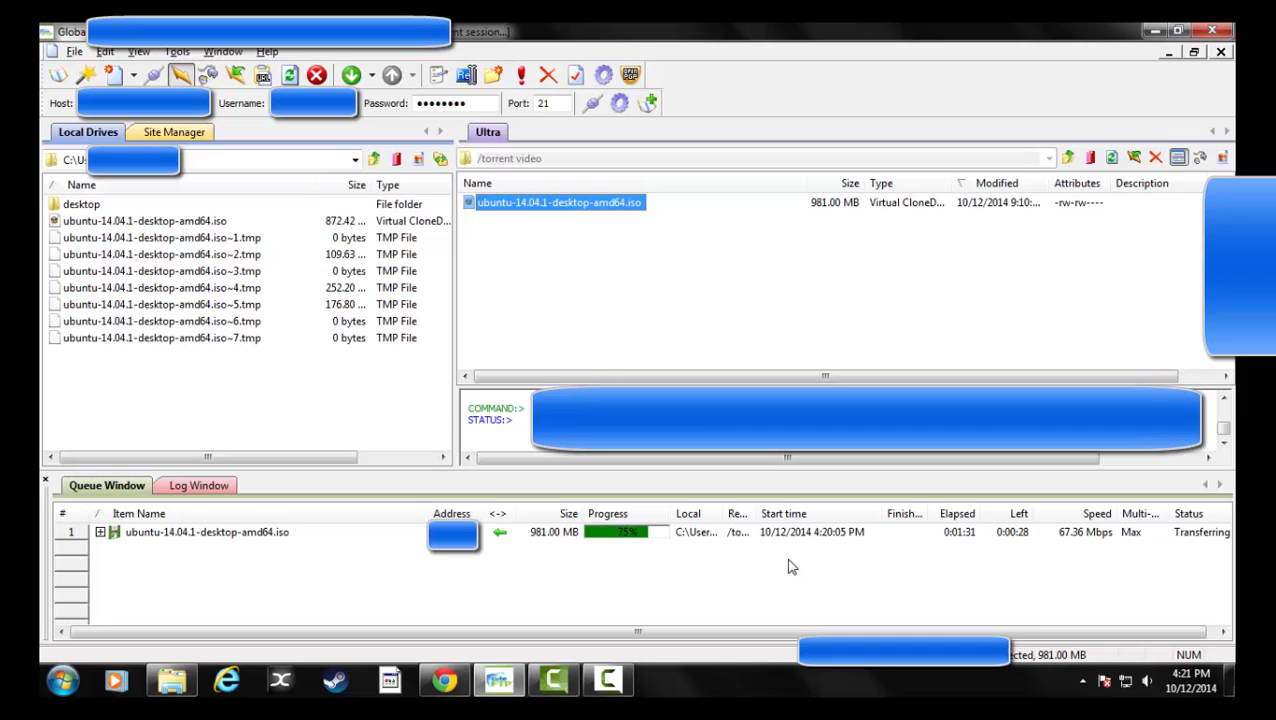 Globa
nt session...]
File Edit View Tools Window Help
URL
Host: Username: Password: •••••••• Port: 21
Local Drives Site Manager
C:\U:
/ Name Size Type
desktop File folder
ubuntu-14.04.1-desktop-amd64.iso 872.42 ... Virtual CloneD...
ubuntu-14.04.1-desktop-amd64.iso~1.tmp 0 bytes TMP File
ubuntu-14.04.1-desktop-amd64.iso~2.tmp 109.63 ... TMP File
ubuntu-14.04.1-desktop-amd64.iso~3.tmp 0 bytes TMP File
ubuntu-14.04.1-desktop-amd64.iso~4.tmp 252.20 ... TMP File
ubuntu-14.04.1-desktop-amd64.iso~5.tmp 176.80 ... TMP File
ubuntu-14.04.1-desktop-amd64.iso~6.tmp 0 bytes TMP File
ubuntu-14.04.1-desktop-amd64.iso~7.tmp 0 bytes TMP File
Ultra
/torrent video
Name Size Type Modified Attributes Description
ubuntu-14.04.1-desktop-amd64.iso 981.00 MB Virtual CloneD... 10/12/2014 9:10:... -rw-rw----
COMMAND:>
STATUS:>
Queue Window Log Window
# / Item Name Address <-> Size Progress Local Re... Start time Finish... Elapsed Left Speed Multi-... Status
1 ubuntu-14.04.1-desktop-amd64.iso 981.00 MB 75% C:\User... /to... 10/12/2014 4:20:05 PM 0:01:31 0:00:28 67.36 Mbps Max Transferring
ected, 981.00 MB NUM
4:21 PM
10/12/2014